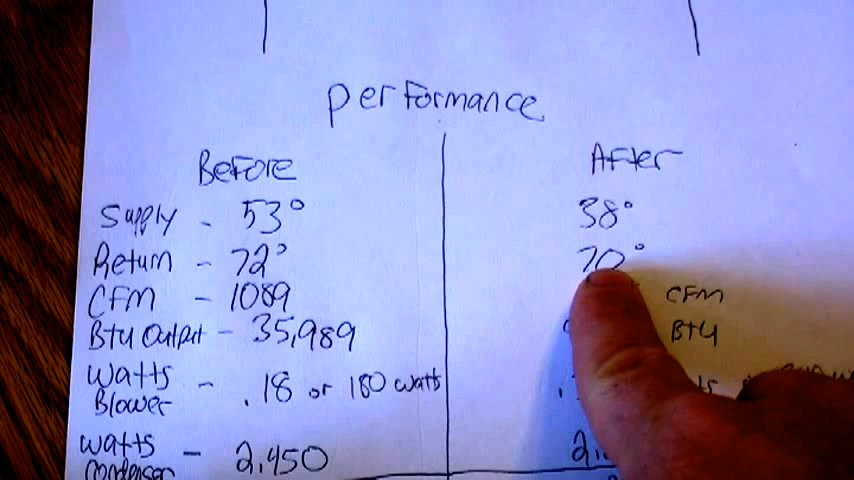 Performance
Before After
Supply - 53° 38°
Return - 72° 70°
CFM - 1089 CFM
Btu Output - 35,989 BTU
Watts Blower - .18 or 180 watts
Watts Condenser - 2,450